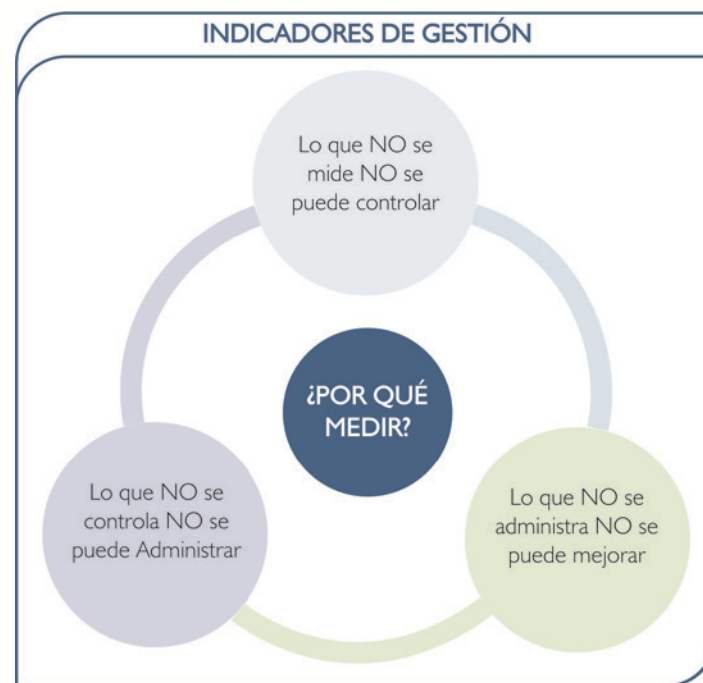 INDICADORES DE GESTIÓN
Lo que NO se
mide NO se
puede controlar
¿POR QUÉ
MEDIR?
Lo que NO se
controla NO se
puede Administrar
Lo que NO se
administra NO se
puede mejorar